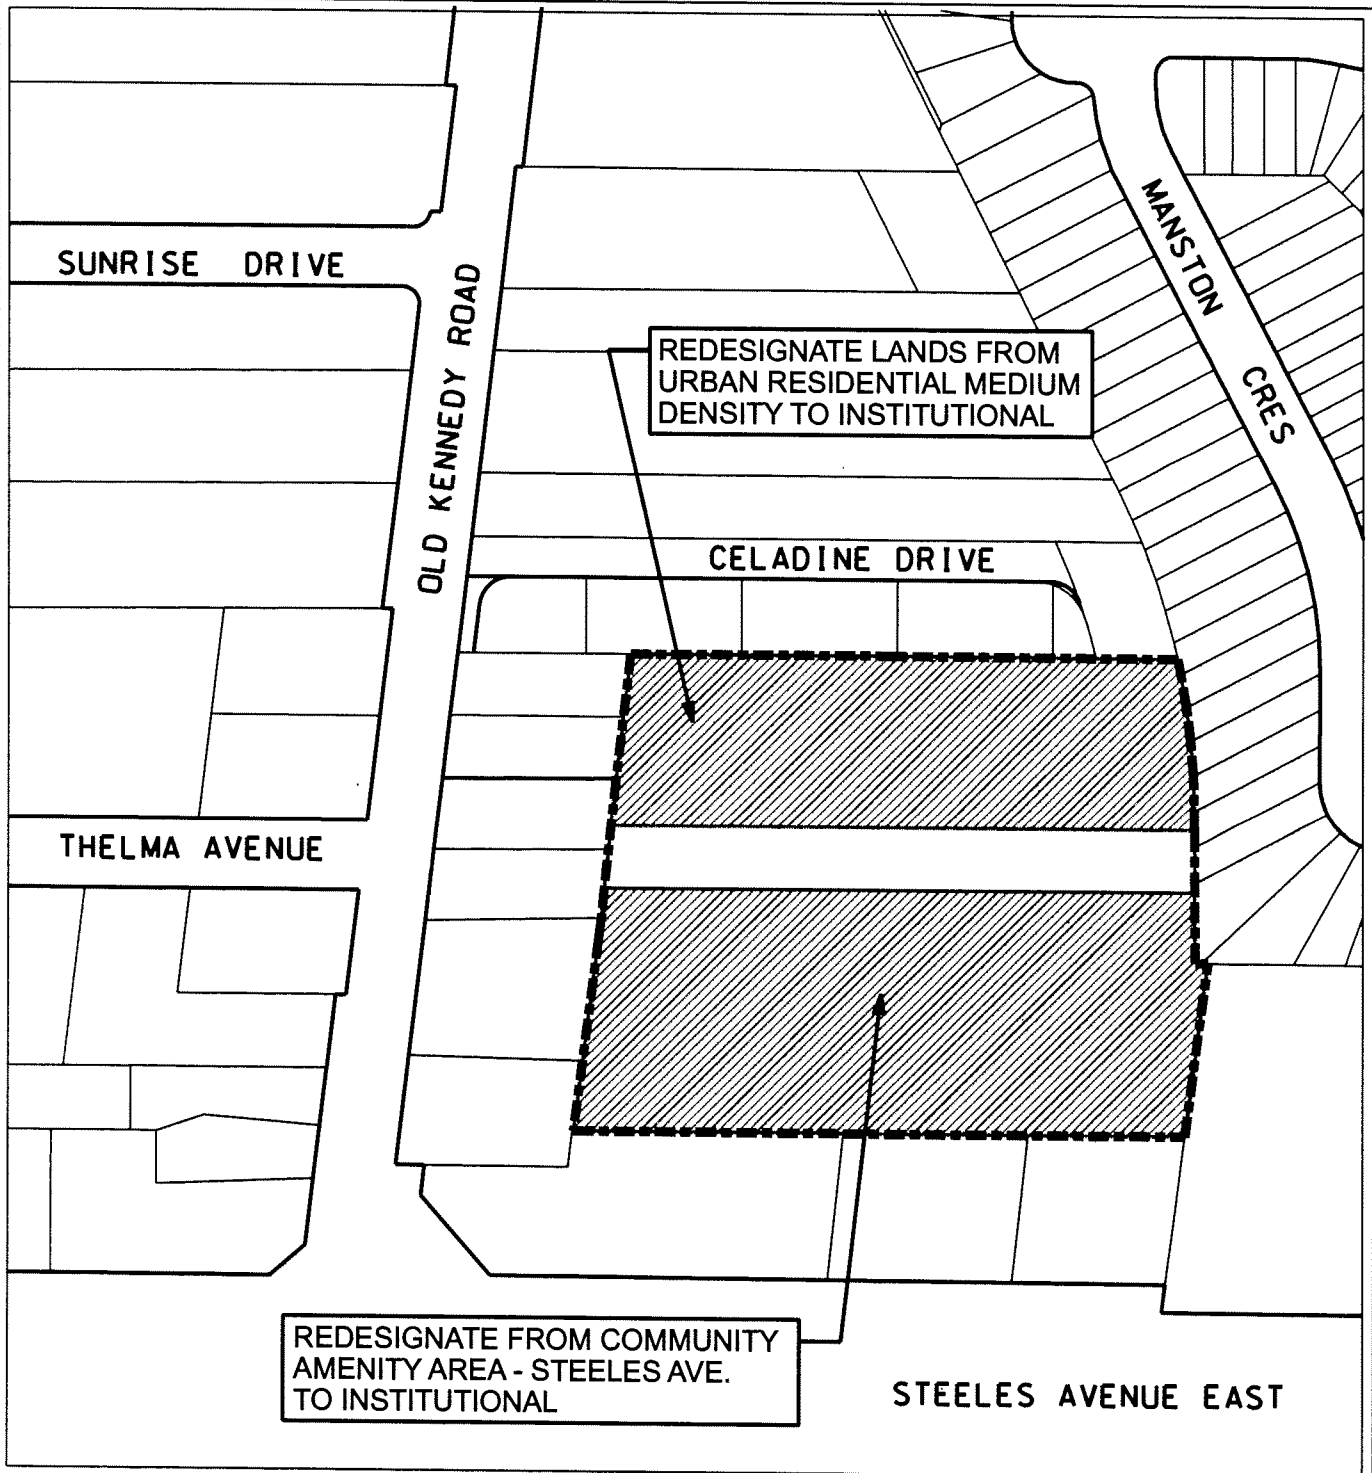 SUNRISE DRIVE
OLD KENNEDY ROAD
MANSTON CRES
REDESIGNATE LANDS FROM
URBAN RESIDENTIAL MEDIUM
DENSITY TO INSTITUTIONAL
CELADINE DRIVE
THELMA AVENUE
REDESIGNATE FROM COMMUNITY
AMENITY AREA - STEELES AVE.
TO INSTITUTIONAL
STEELES AVENUE EAST